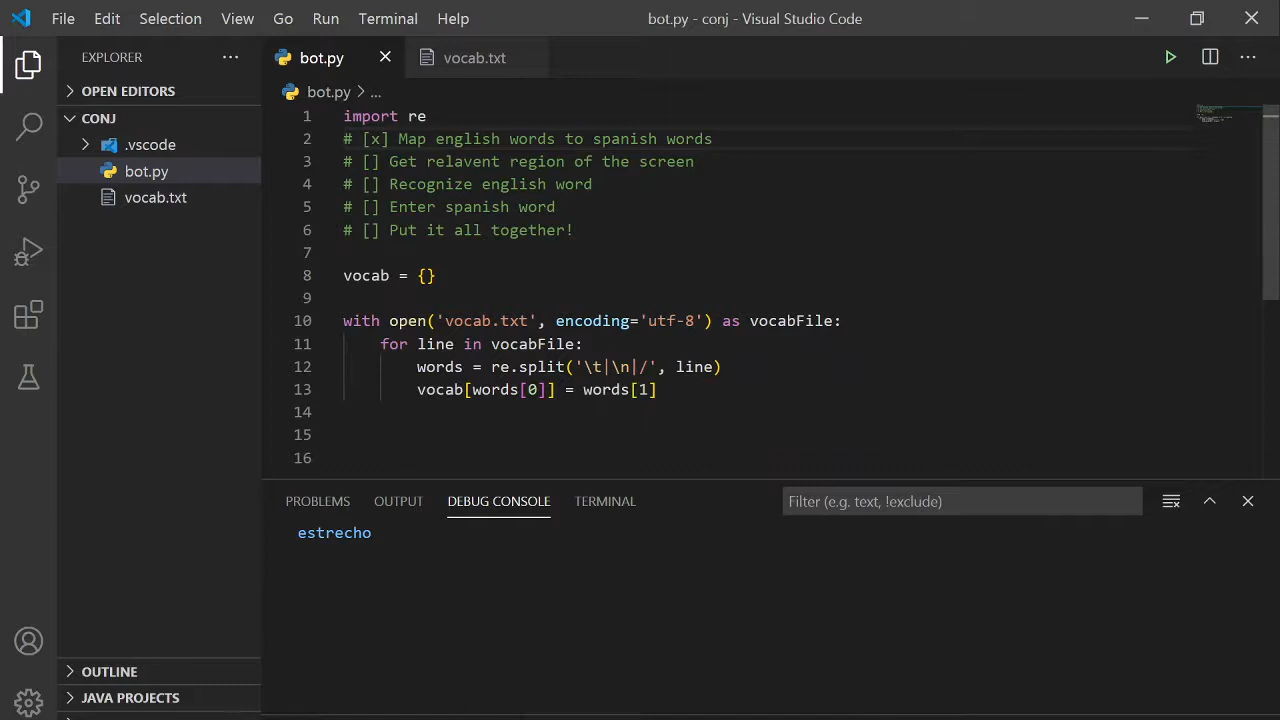 File Edit Selection View Go Run Terminal Help bot.py - conj - Visual Studio Code
EXPLORER
bot.py vocab.txt
OPEN EDITORS
CONJ
.vscode
bot.py
vocab.txt
OUTLINE
JAVA PROJECTS
bot.py > ...
1 import re
2 # [x] Map english words to spanish words
3 # [] Get relavent region of the screen
4 # [] Recognize english word
5 # [] Enter spanish word
6 # [] Put it all together!
7
8 vocab = {}
9
10 with open('vocab.txt', encoding='utf-8') as vocabFile:
11 for line in vocabFile:
12 words = re.split('\t|\n|/', line)
13 vocab[words[0]] = words[1]
14
15
16
PROBLEMS OUTPUT DEBUG CONSOLE TERMINAL Filter (e.g. text, !exclude)
estrecho